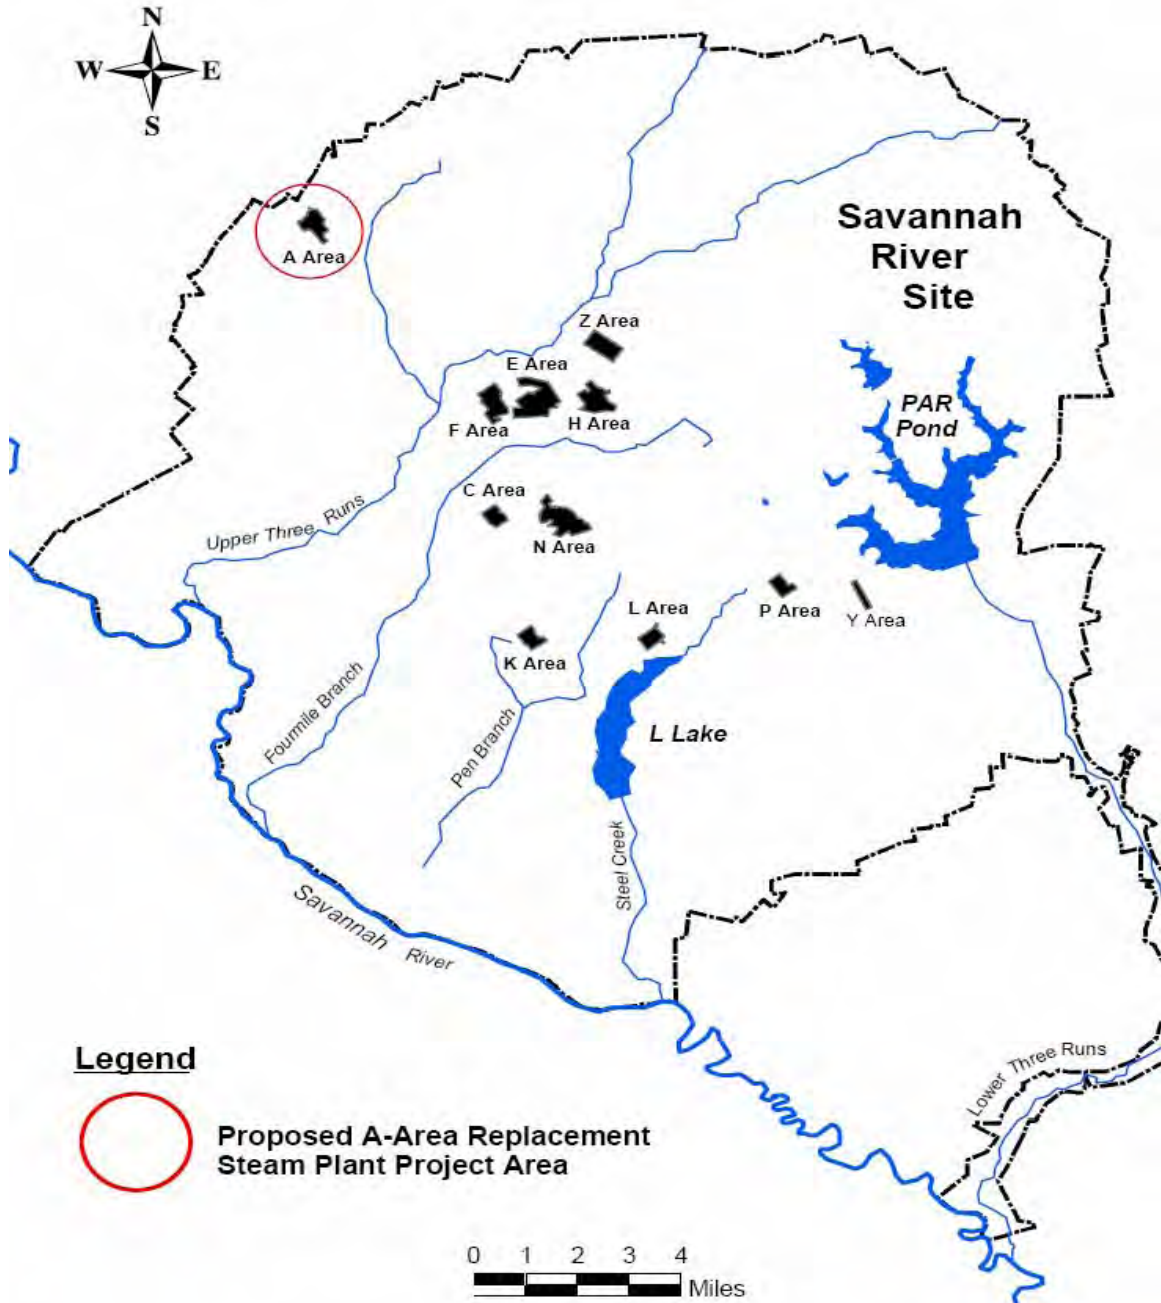 N
W E
S
Savannah
River
Site
A Area
Z Area
E Area
PAR
Pond
F Area
H Area
C Area
Upper Three Runs
N Area
L Area
P Area
Y Area
K Area
Fourmile Branch
Pen Branch
L Lake
Steel Creek
Savannah River
Legend
Lower Three Runs
Proposed A-Area Replacement
Steam Plant Project Area
0 1 2 3 4
Miles